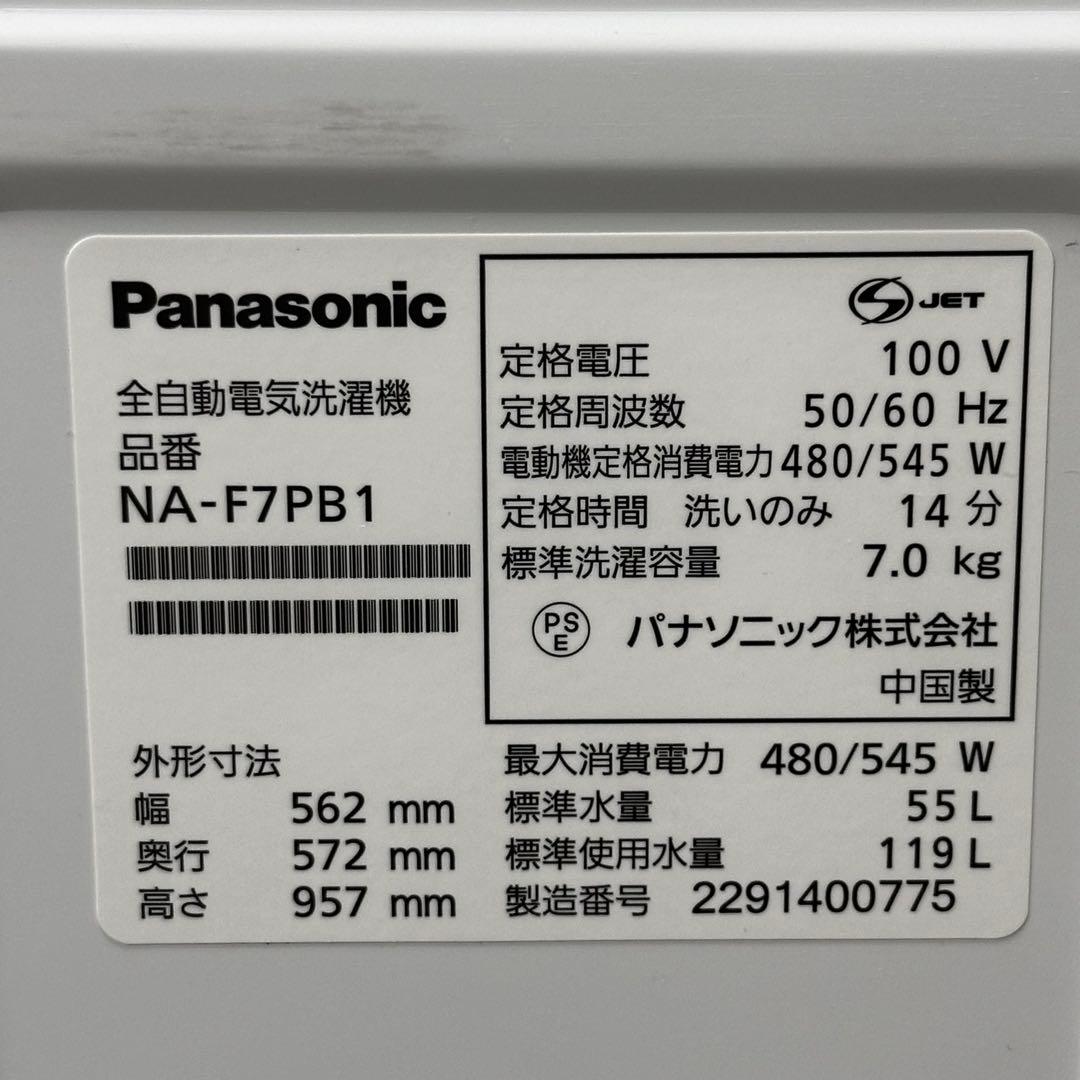 Panasonic
全自動電気洗濯機
品番
NA-F7PB1
JET
定格電圧 100 V
定格周波数 50/60 Hz
電動機定格消費電力 480/545 W
定格時間 洗いのみ 14 分
標準洗濯容量 7.0 kg
PSE パナソニック株式会社
中国製
外形寸法
幅 562 mm
奥行 572 mm
高さ 957 mm
最大消費電力 480/545 W
標準水量 55 L
標準使用水量 119 L
製造番号 2291400775